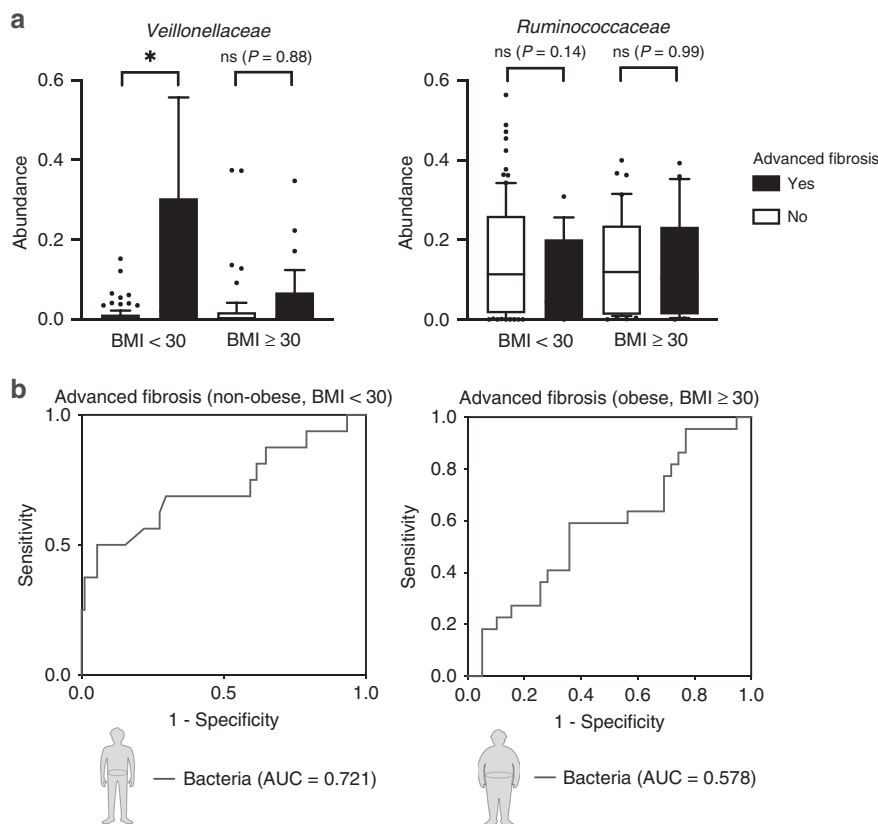 a
Veillonellaceae
*
ns (P = 0.88)
0.6
0.4
0.2
0.0
Abundance
BMI < 30
BMI ≥ 30
Ruminococcaceae
ns (P = 0.14)
ns (P = 0.99)
0.6
0.4
0.2
0.0
Abundance
BMI < 30
BMI ≥ 30
Advanced fibrosis
Yes
No
b
Advanced fibrosis (non-obese, BMI < 30)
1.0
0.5
0.0
Sensitivity
0.0
0.5
1.0
1 - Specificity
Bacteria (AUC = 0.721)
Advanced fibrosis (obese, BMI ≥ 30)
1.0
0.8
0.6
0.4
0.2
0.0
Sensitivity
0.0
0.2
0.4
0.6
0.8
1.0
1 - Specificity
Bacteria (AUC = 0.578)